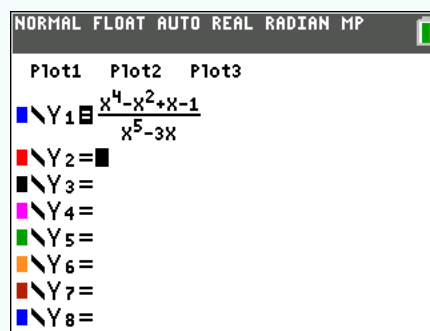 NORMAL FLOAT AUTO REAL RADIAN MP
Plot1 Plot2 Plot3
\Y₁=(X⁴-X²+X-1)/(X⁵-3X)
\Y₂=
\Y₃=
\Y₄=
\Y₅=
\Y₆=
\Y₇=
\Y₈=